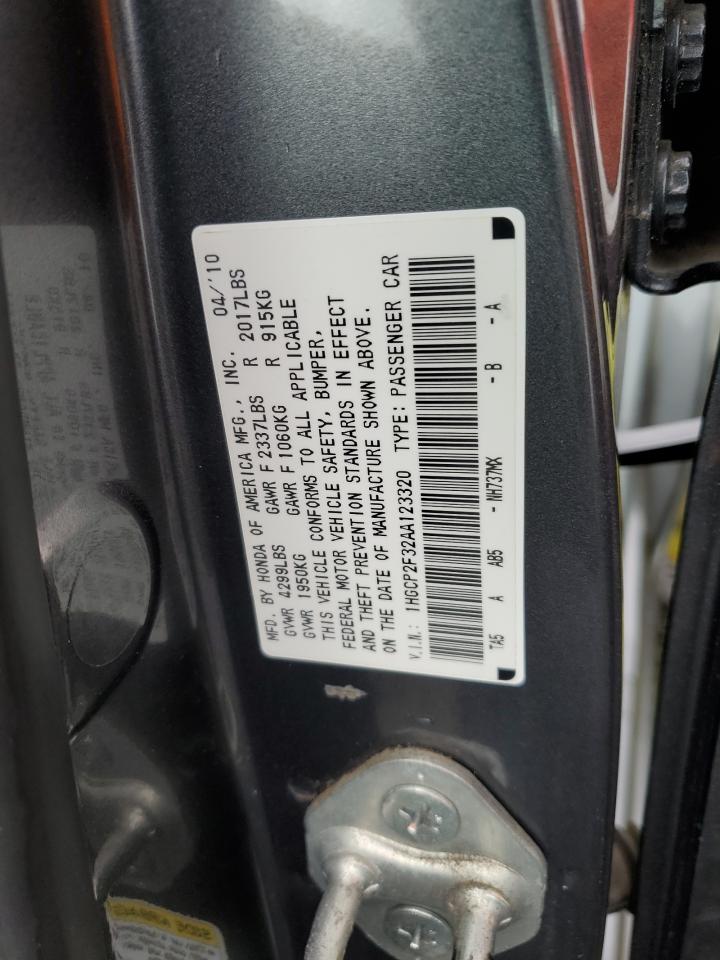 MFD. BY HONDA OF AMERICA MFG., INC. 04/'10
GVWR 4299LBS GAWR F 2337LBS R 2017LBS
GVWR 1950KG GAWR F 1060KG R 915KG
THIS VEHICLE CONFORMS TO ALL APPLICABLE
FEDERAL MOTOR VEHICLE SAFETY, BUMPER,
AND THEFT PREVENTION STANDARDS IN EFFECT
ON THE DATE OF MANUFACTURE SHOWN ABOVE.
V.I.N.: 1HGCP2F32AA123320 TYPE: PASSENGER CAR
TA5 A AB5 - NH737MX - B - A